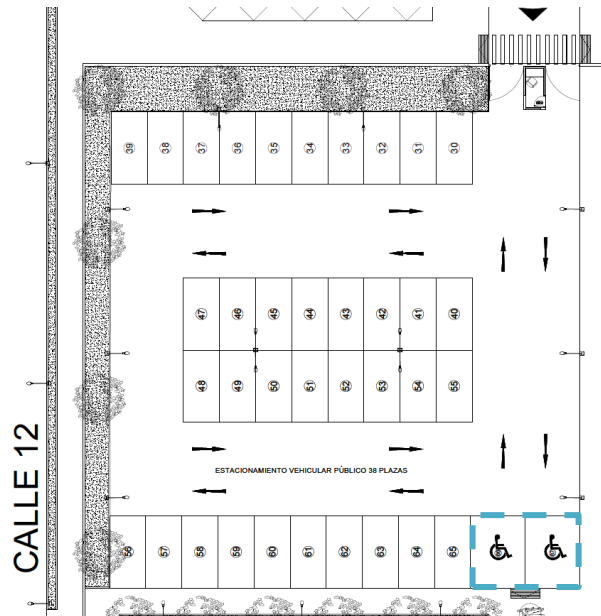 39 38 37 36 35 34 33 32 31 30
47 46 45 44 43 42 41 40
48 49 50 51 52 53 54 55
ESTACIONAMIENTO VEHICULAR PÚBLICO 38 PLAZAS
56 57 58 59 60 61 62 63 64 65
CALLE 12